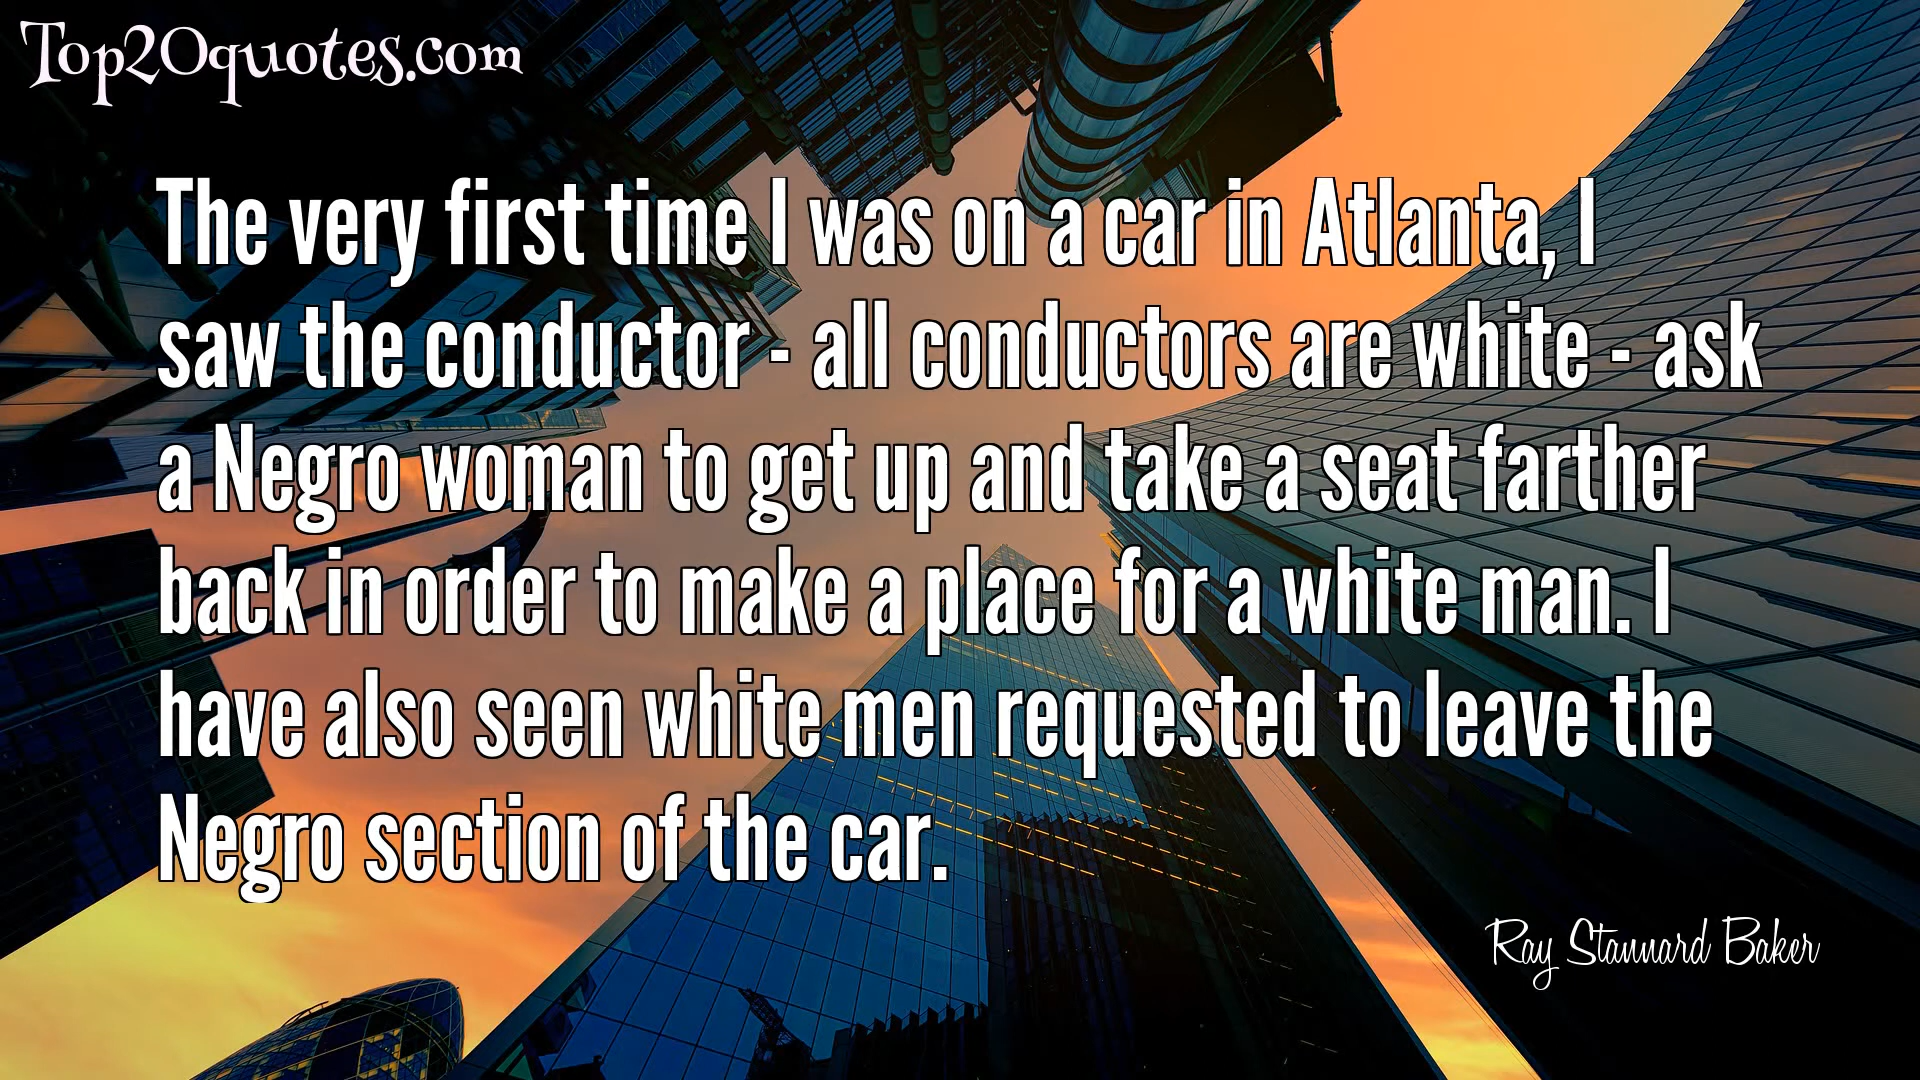 Top20quotes.com
The very first time I was on a car in Atlanta, I
saw the conductor - all conductors are white - ask
a Negro woman to get up and take a seat farther
back in order to make a place for a white man. I
have also seen white men requested to leave the
Negro section of the car.
Ray Stannard Baker